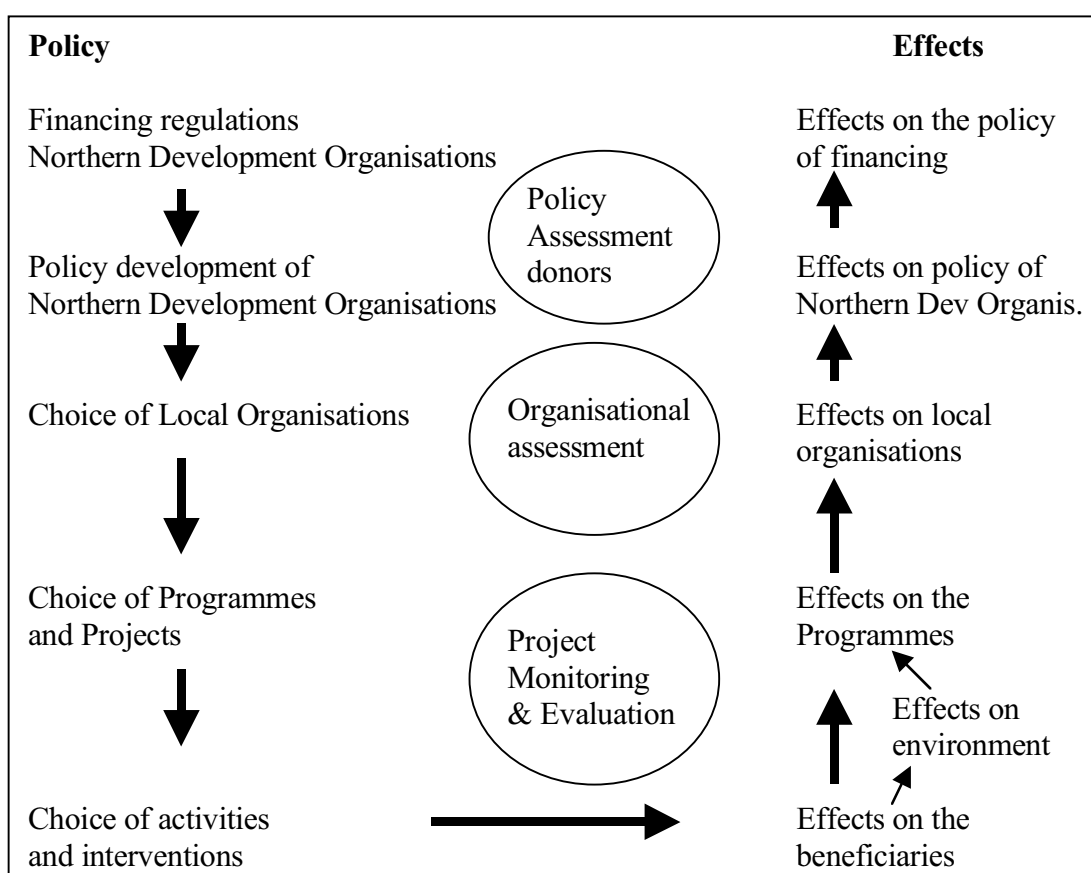 Policy
Effects
Financing regulations
Northern Development Organisations
Effects on the policy
of financing
Policy
Assessment
donors
Policy development of
Northern Development Organisations
Effects on policy of
Northern Dev Organis.
Choice of Local Organisations
Organisational
assessment
Effects on local
organisations
Choice of Programmes
and Projects
Project
Monitoring
& Evaluation
Effects on the
Programmes
Effects on
environment
Choice of activities
and interventions
Effects on the
beneficiaries